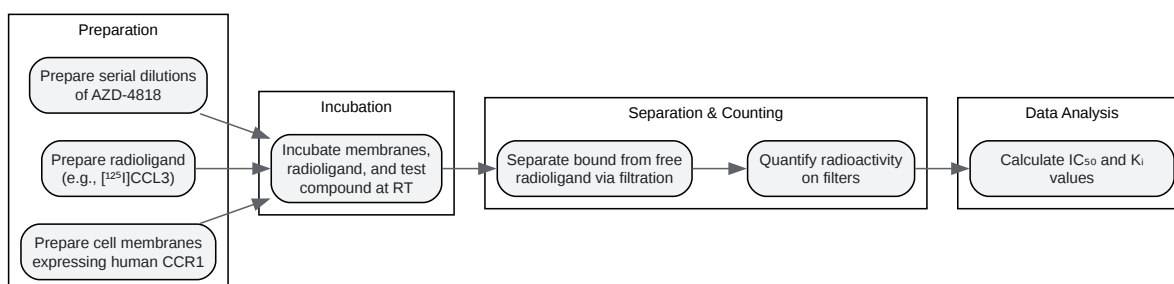 Preparation
Prepare serial dilutions
of AZD-4818
Prepare radioligand
(e.g., [¹²⁵I]CCL3)
Prepare cell membranes
expressing human CCR1
Incubation
Incubate membranes,
radioligand, and test
compound at RT
Separation & Counting
Separate bound from free
radioligand via filtration
Quantify radioactivity
on filters
Data Analysis
Calculate IC₅₀ and Kᵢ
values